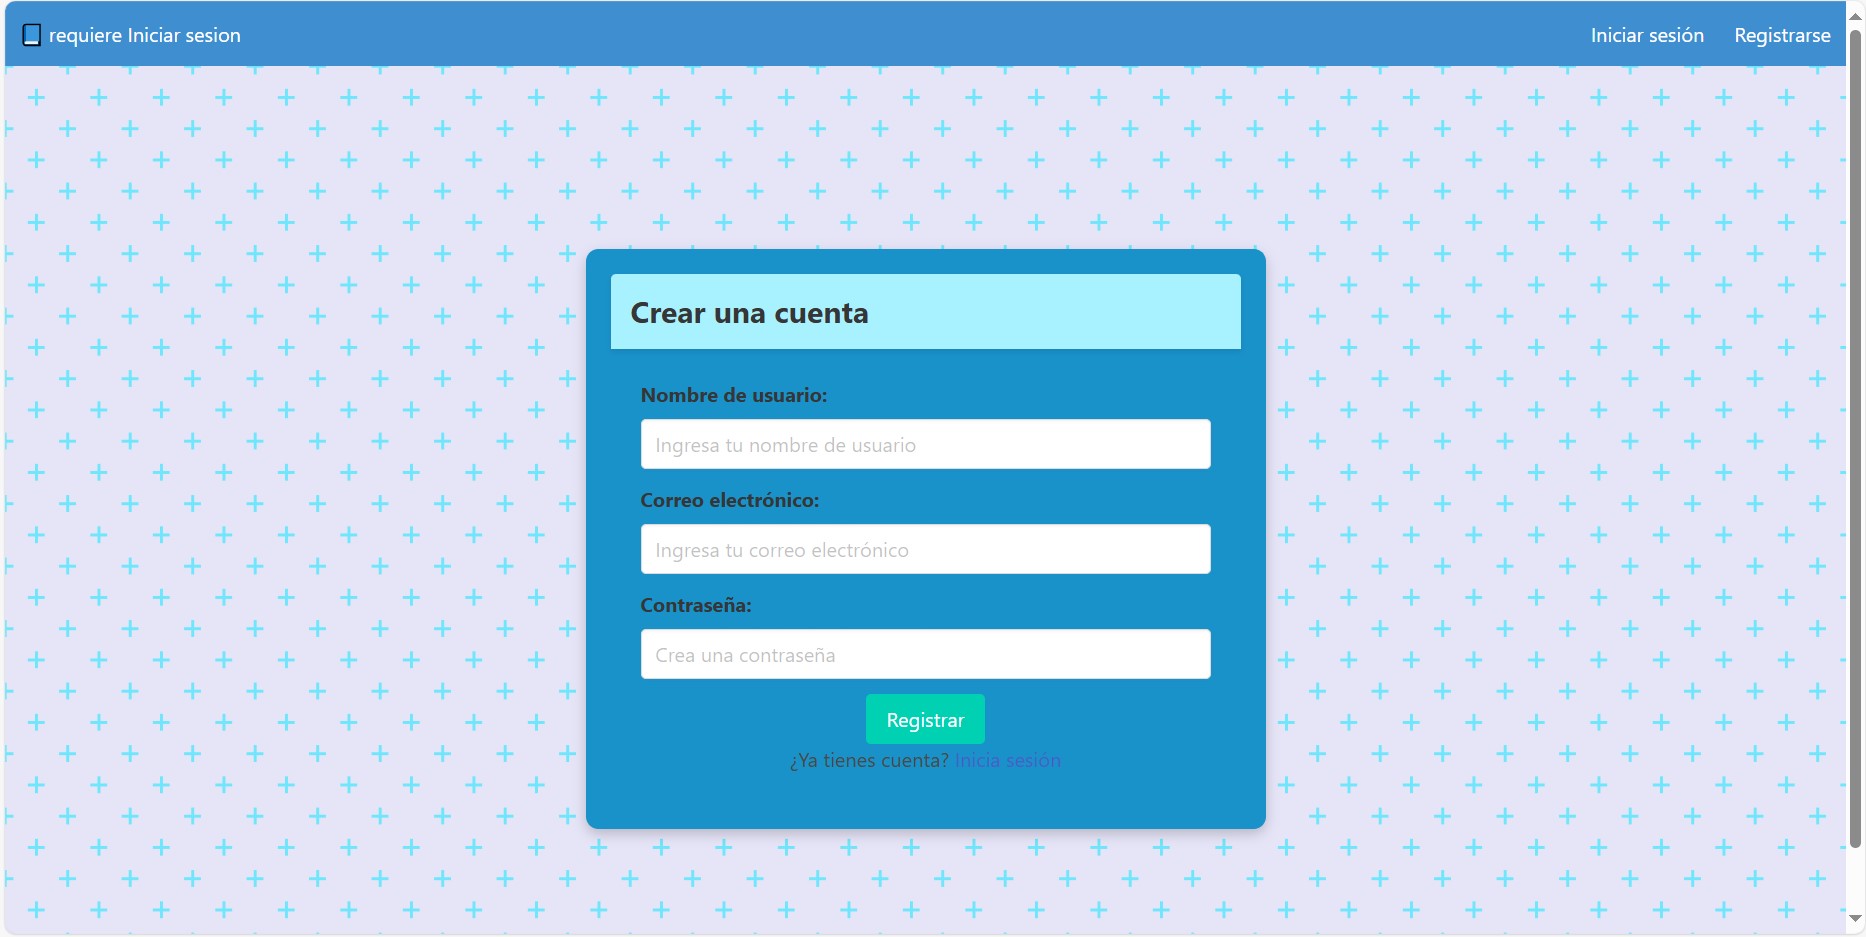 requiere Iniciar sesion
Iniciar sesión
Registrarse
Crear una cuenta
Nombre de usuario:
Ingresa tu nombre de usuario
Correo electrónico:
Ingresa tu correo electrónico
Contraseña:
Crea una contraseña
Registrar
¿Ya tienes cuenta? Inicia sesión